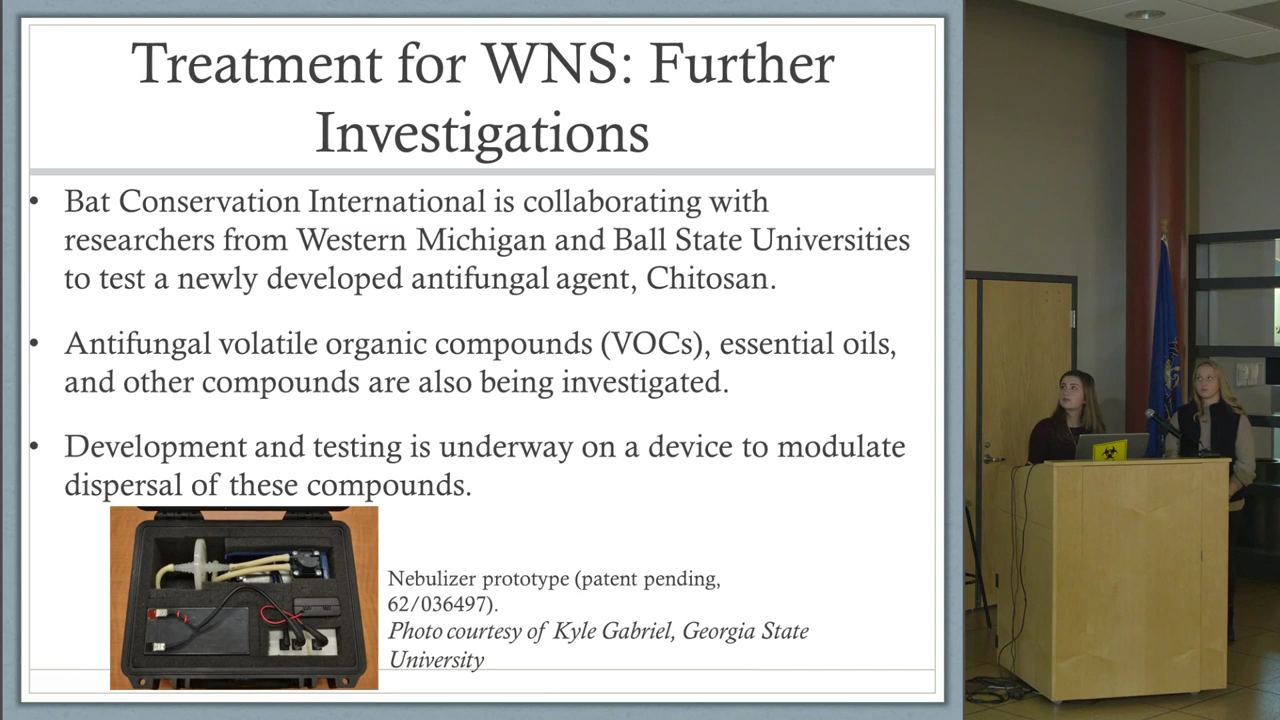 Treatment for WNS: Further
Investigations
• Bat Conservation International is collaborating with
researchers from Western Michigan and Ball State Universities
to test a newly developed antifungal agent, Chitosan.
• Antifungal volatile organic compounds (VOCs), essential oils,
and other compounds are also being investigated.
• Development and testing is underway on a device to modulate
dispersal of these compounds.
Nebulizer prototype (patent pending,
62/036497).
Photo courtesy of Kyle Gabriel, Georgia State
University